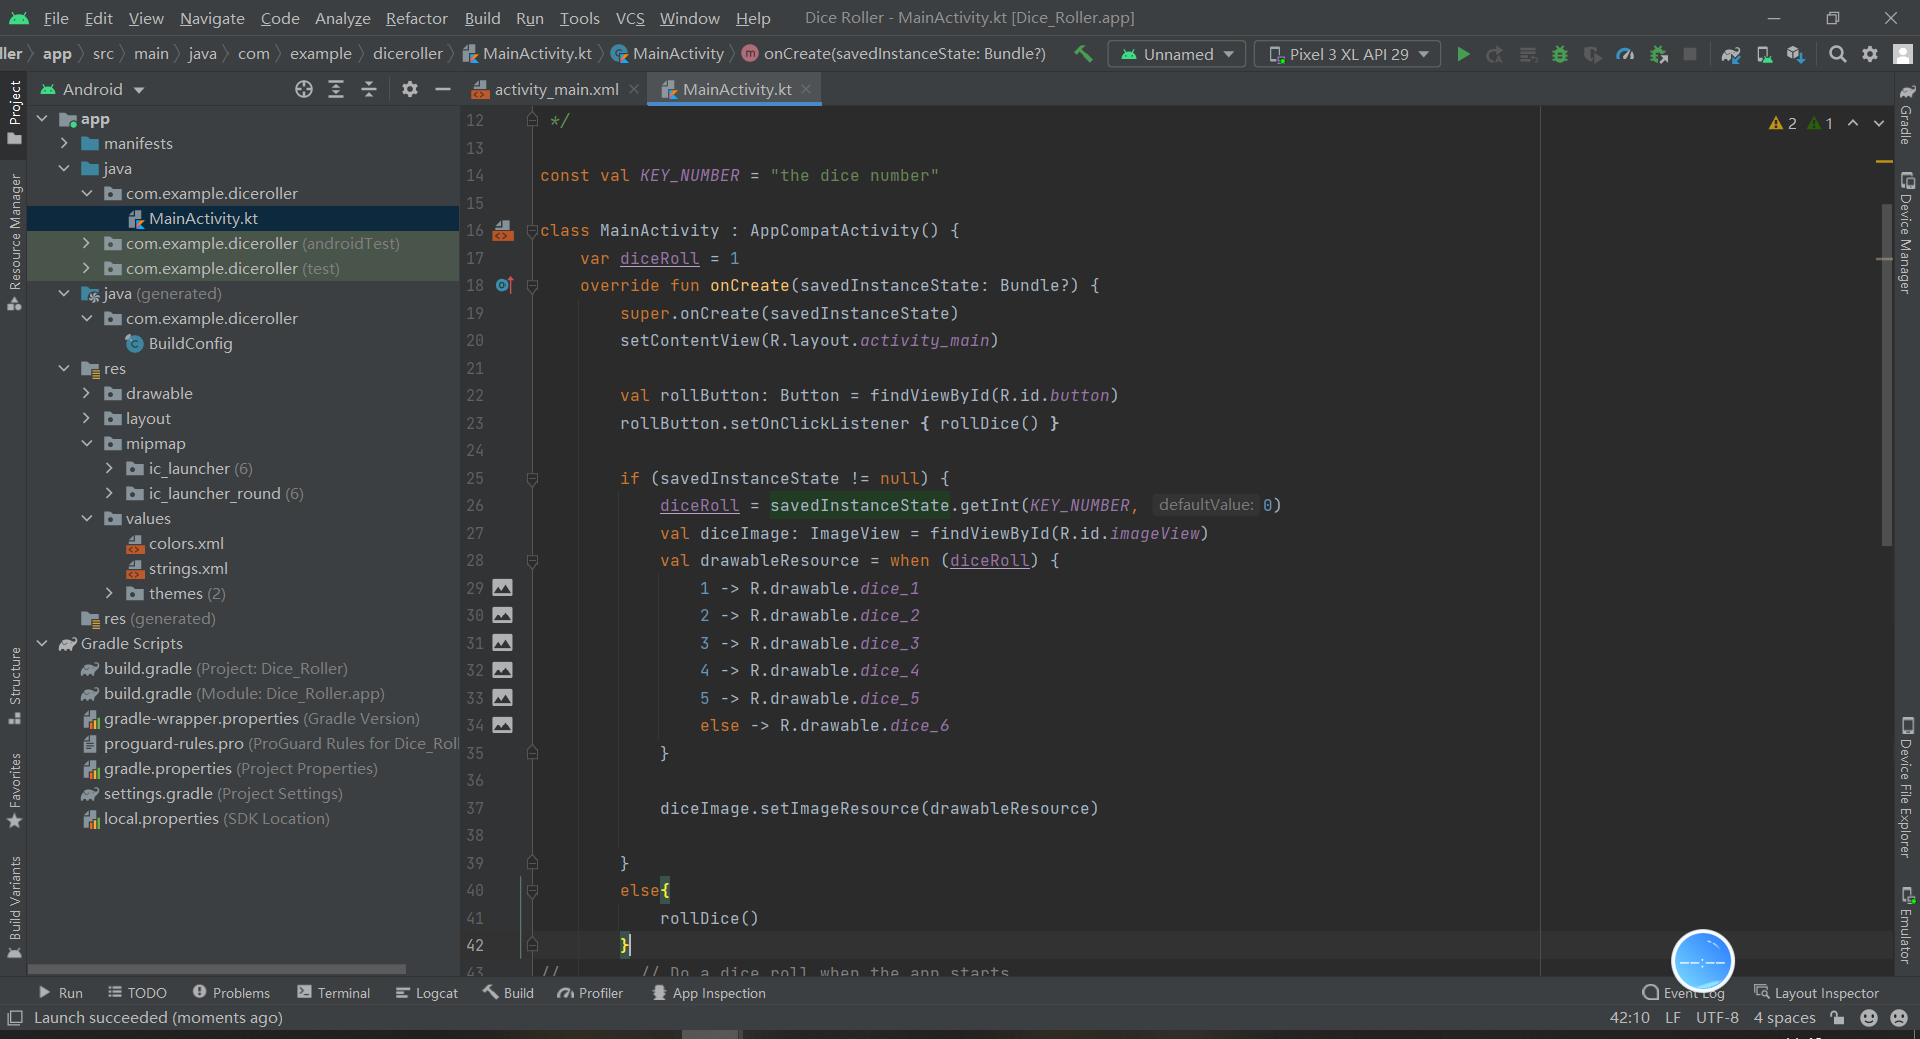 File Edit View Navigate Code Analyze Refactor Build Run Tools VCS Window Help Dice Roller - MainActivity.kt [Dice_Roller.app]
ller app src main java com example diceroller MainActivity.kt MainActivity onCreate(savedInstanceState: Bundle?) Unnamed Pixel 3 XL API 29
Android activity_main.xml MainActivity.kt
Project
Resource Manager
Structure
Favorites
Build Variants
app
manifests
java
com.example.diceroller
MainActivity.kt
com.example.diceroller (androidTest)
com.example.diceroller (test)
java (generated)
com.example.diceroller
BuildConfig
res
drawable
layout
mipmap
ic_launcher (6)
ic_launcher_round (6)
values
colors.xml
strings.xml
themes (2)
res (generated)
Gradle Scripts
build.gradle (Project: Dice_Roller)
build.gradle (Module: Dice_Roller.app)
gradle-wrapper.properties (Gradle Version)
proguard-rules.pro (ProGuard Rules for Dice_Roll
gradle.properties (Project Properties)
settings.gradle (Project Settings)
local.properties (SDK Location)
12 */
13
14 const val KEY_NUMBER = "the dice number"
15
16 class MainActivity : AppCompatActivity() {
17 var diceRoll = 1
18 override fun onCreate(savedInstanceState: Bundle?) {
19 super.onCreate(savedInstanceState)
20 setContentView(R.layout.activity_main)
21
22 val rollButton: Button = findViewById(R.id.button)
23 rollButton.setOnClickListener { rollDice() }
24
25 if (savedInstanceState != null) {
26 diceRoll = savedInstanceState.getInt(KEY_NUMBER, defaultValue: 0)
27 val diceImage: ImageView = findViewById(R.id.imageView)
28 val drawableResource = when (diceRoll) {
29 1 -> R.drawable.dice_1
30 2 -> R.drawable.dice_2
31 3 -> R.drawable.dice_3
32 4 -> R.drawable.dice_4
33 5 -> R.drawable.dice_5
34 else -> R.drawable.dice_6
35 }
36
37 diceImage.setImageResource(drawableResource)
38
39 }
40 else{
41 rollDice()
42 }
43 // // Do a dice roll when the app starts
2 1
Gradle
Device Manager
Device File Explorer
Emulator
--:--
Run TODO Problems Terminal Logcat Build Profiler App Inspection Event Log Layout Inspector
Launch succeeded (moments ago) 42:10 LF UTF-8 4 spaces